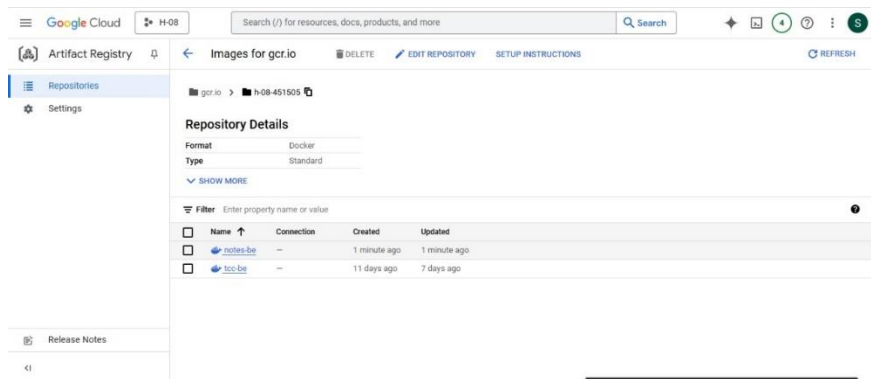 Google Cloud H-08 Search (/) for resources, docs, products, and more Search 4 S
Artifact Registry Images for gcr.io DELETE EDIT REPOSITORY SETUP INSTRUCTIONS REFRESH
Repositories
Settings
gcr.io > h-08-451505
Repository Details
Format Docker
Type Standard
SHOW MORE
Filter Enter property name or value
Name Connection Created Updated
notes-be – 1 minute ago 1 minute ago
tcc-be – 11 days ago 7 days ago
Release Notes